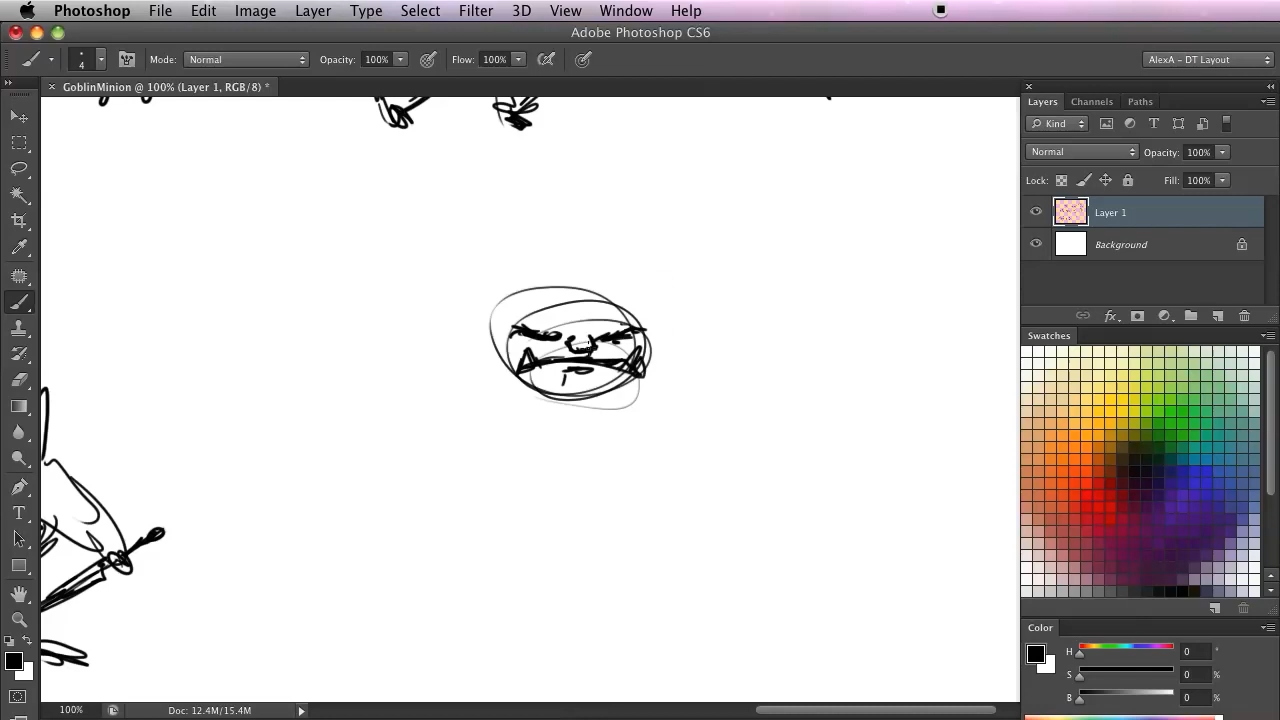 Photoshop File Edit Image Layer Type Select Filter 3D View Window Help
Adobe Photoshop CS6
4 Mode: Normal Opacity: 100% Flow: 100% AlexA - DT Layout
GoblinMinion @ 100% (Layer 1, RGB/8) *
Layers Channels Paths
Kind
Normal Opacity: 100%
Lock: Fill: 100%
Layer 1
Background
Swatches
Color
H 0 °
S 0 %
B 0 %
100% Doc: 12.4M/15.4M